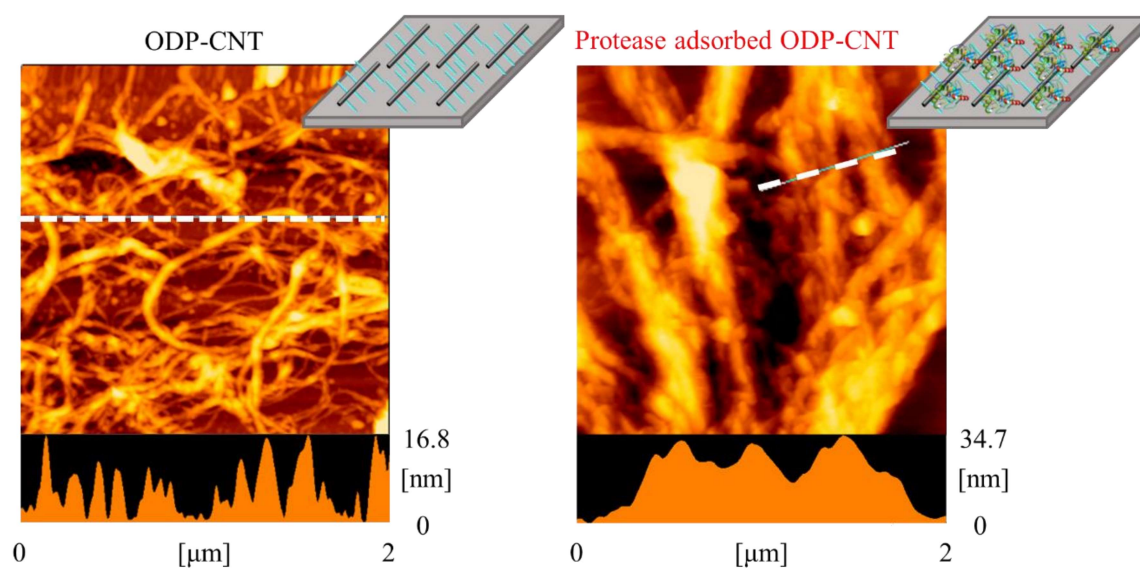 ODP-CNT
Protease adsorbed ODP-CNT
16.8
[nm]
0
0
[μm]
2
34.7
[nm]
0
0
[μm]
2